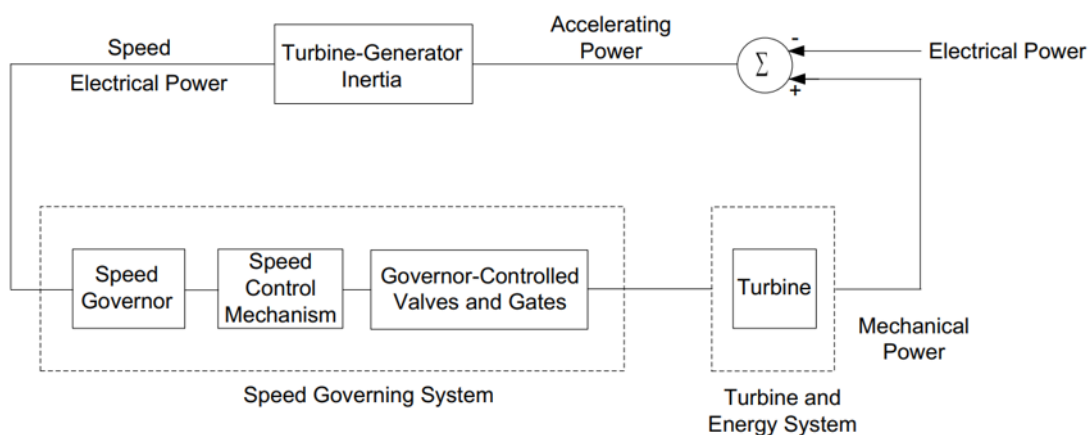 Speed
Electrical Power
Turbine-Generator
Inertia
Accelerating
Power
Σ
-
+
Electrical Power
Speed
Governor
Speed
Control
Mechanism
Governor-Controlled
Valves and Gates
Turbine
Mechanical
Power
Speed Governing System
Turbine and
Energy System